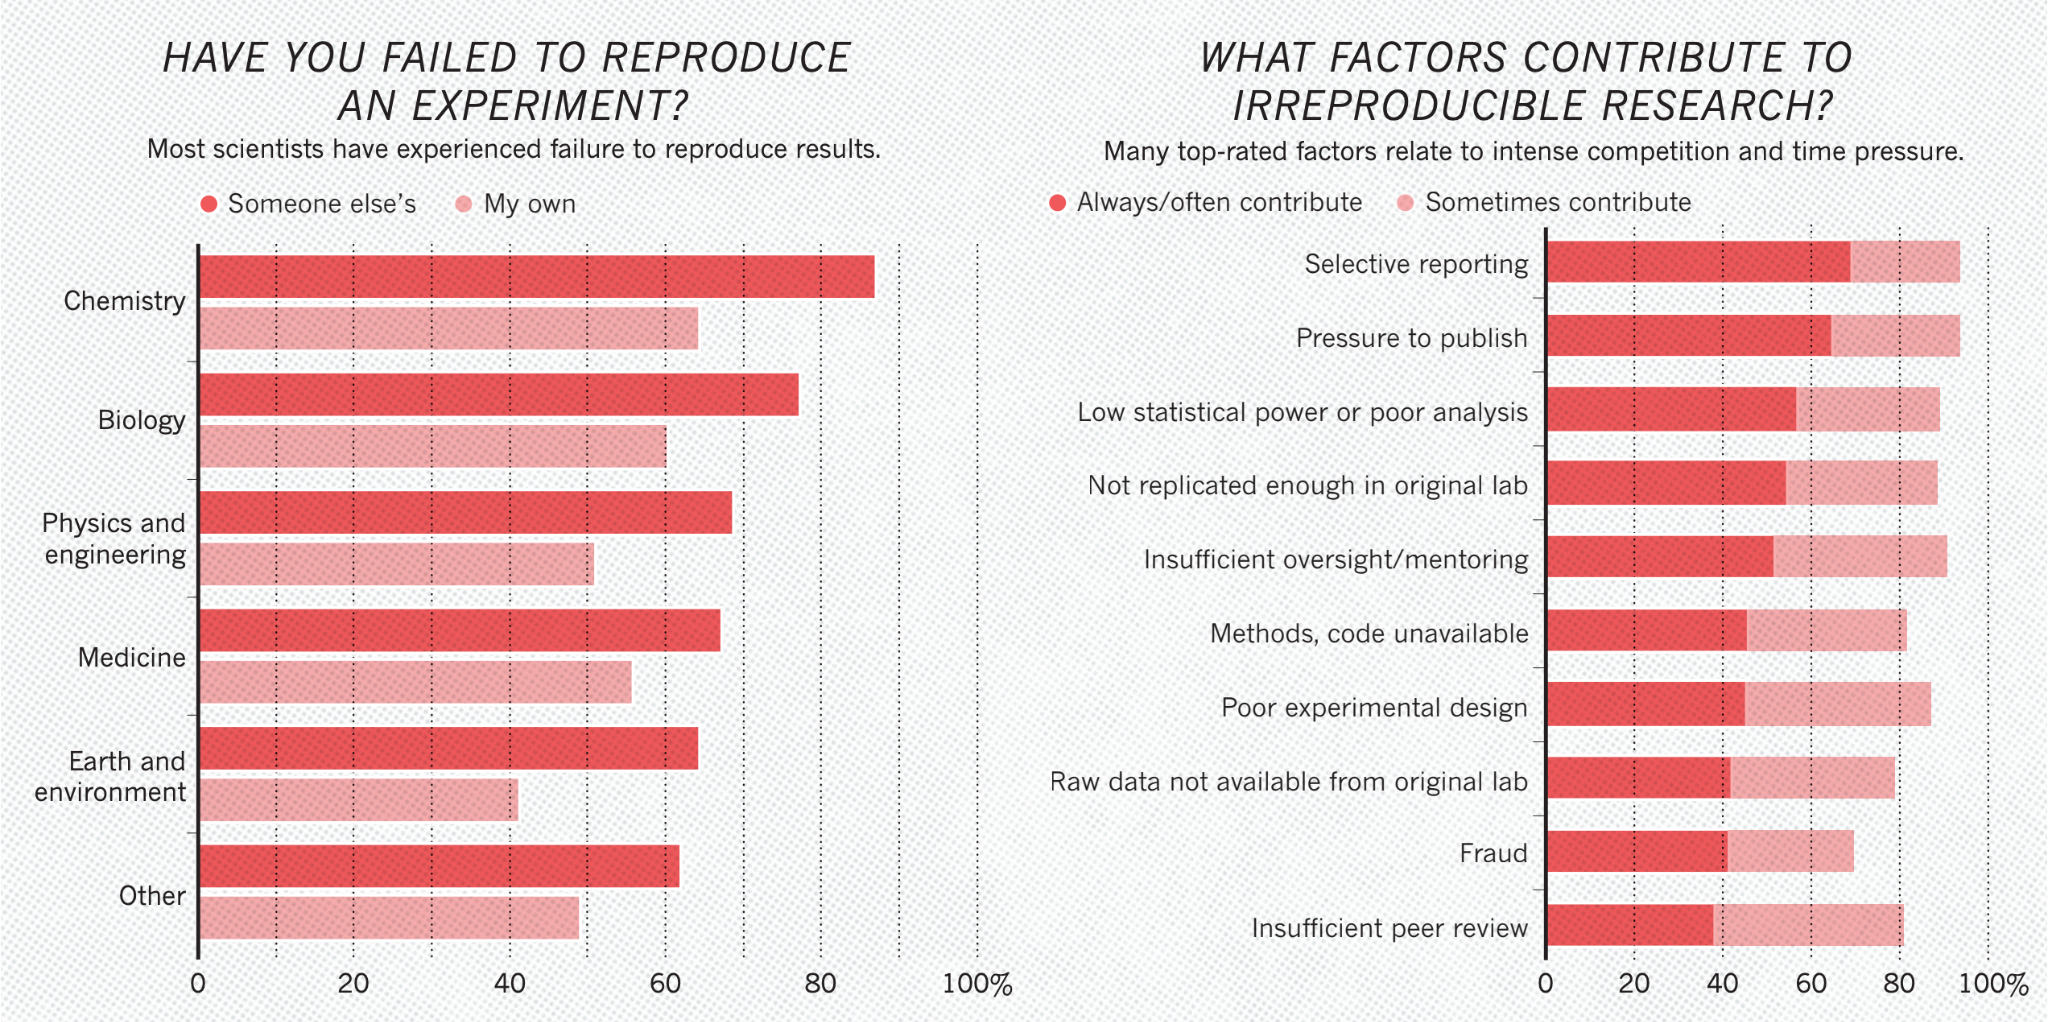 HAVE YOU FAILED TO REPRODUCE
AN EXPERIMENT?
Most scientists have experienced failure to reproduce results.
Someone else's
My own
Chemistry
Biology
Physics and
engineering
Medicine
Earth and
environment
Other
0 20 40 60 80 100%
WHAT FACTORS CONTRIBUTE TO
IRREPRODUCIBLE RESEARCH?
Many top-rated factors relate to intense competition and time pressure.
Always/often contribute
Sometimes contribute
Selective reporting
Pressure to publish
Low statistical power or poor analysis
Not replicated enough in original lab
Insufficient oversight/mentoring
Methods, code unavailable
Poor experimental design
Raw data not available from original lab
Fraud
Insufficient peer review
0 20 40 60 80 100%